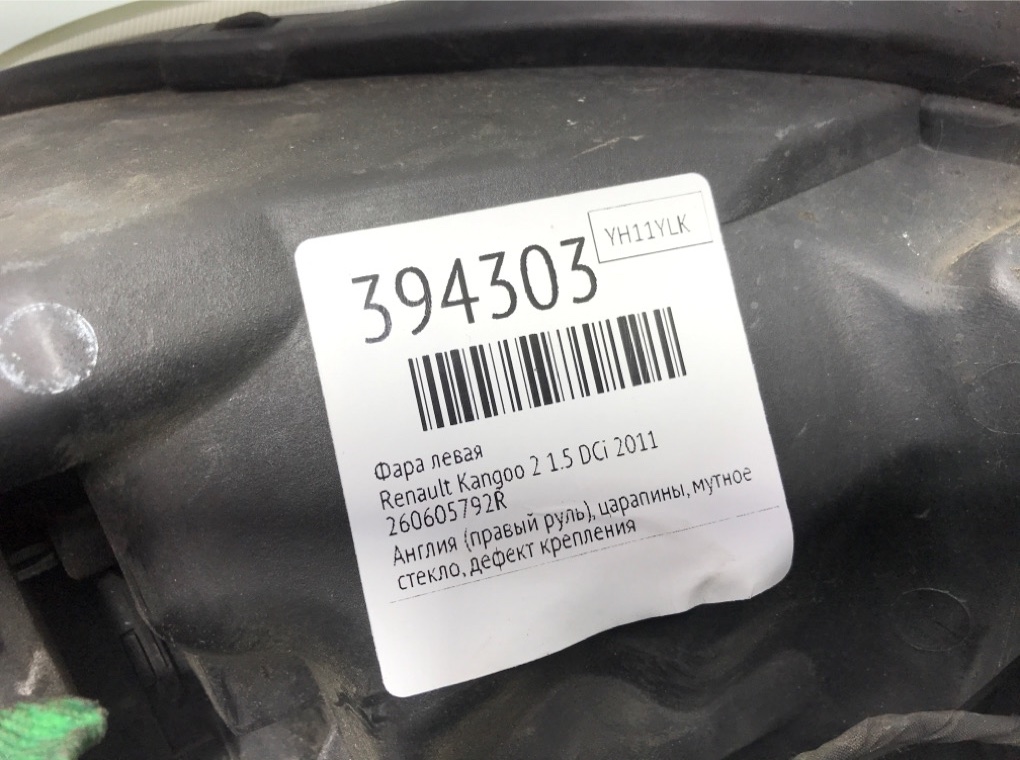 YH11YLK
394303
Фара левая
Renault Kangoo 2 1.5 DCi 2011
260605792R
Англия (правый руль), царапины, мутное
стекло, дефект крепления